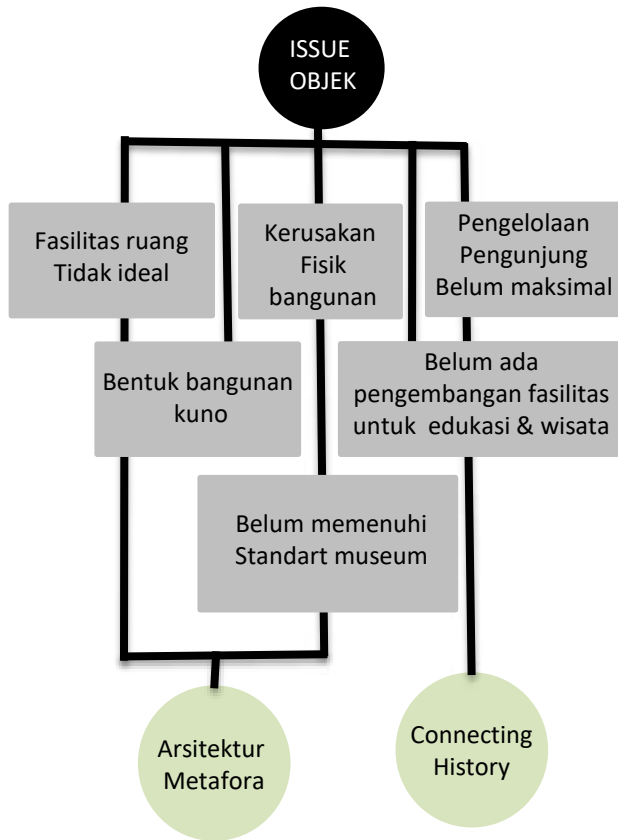 ISSUE
OBJEK
Fasilitas ruang
Tidak ideal
Kerusakan
Fisik
bangunan
Pengelolaan
Pengunjung
Belum maksimal
Bentuk bangunan
kuno
Belum ada
pengembangan fasilitas
untuk edukasi & wisata
Belum memenuhi
Standart museum
Arsitektur
Metafora
Connecting
History